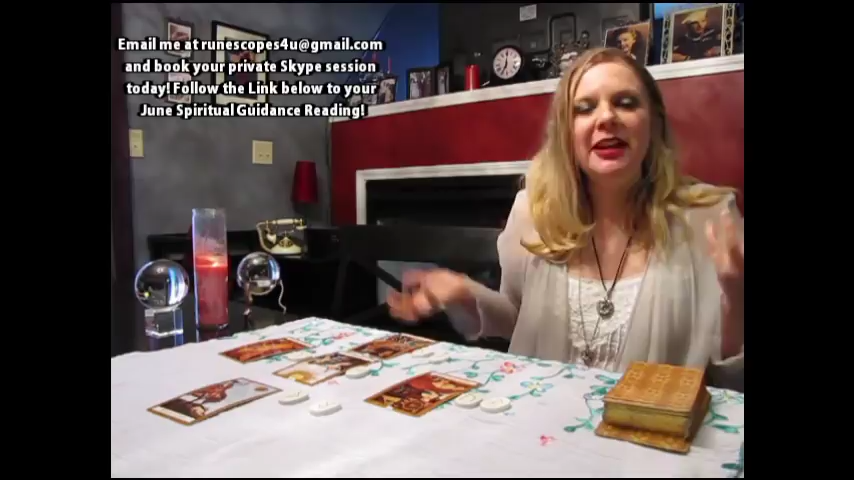 Email me at runescopes4u@gmail.com
and book your private Skype session
today! Follow the Link below to your
June Spiritual Guidance Reading!